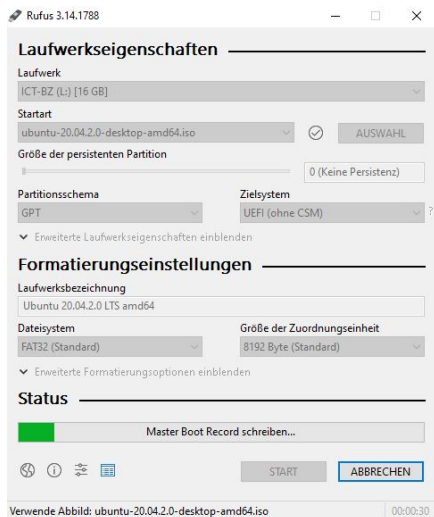 Rufus 3.14.1788
Laufwerkseigenschaften
Laufwerk
ICT-BZ (L:) [16 GB]
Startart
ubuntu-20.04.2.0-desktop-amd64.iso
AUSWAHL
Größe der persistenten Partition
0 (Keine Persistenz)
Partitionsschema Zielsystem
GPT UEFI (ohne CSM) ?
Erweiterte Laufwerkseigenschaften einblenden
Formatierungseinstellungen
Laufwerksbezeichnung
Ubuntu 20.04.2.0 LTS amd64
Dateisystem Größe der Zuordnungseinheit
FAT32 (Standard) 8192 Byte (Standard)
Erweiterte Formatierungsoptionen einblenden
Status
Master Boot Record schreiben...
START ABBRECHEN
Verwende Abbild: ubuntu-20.04.2.0-desktop-amd64.iso 00:00:30